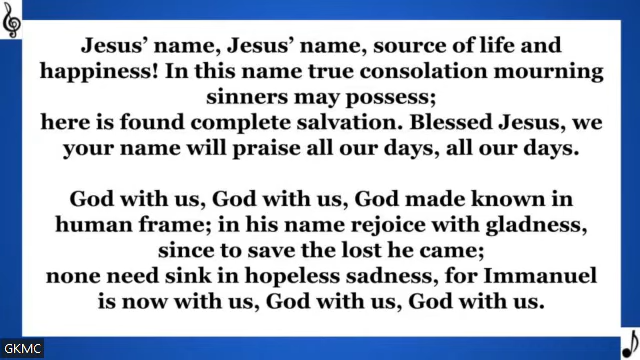 Jesus’ name, Jesus’ name, source of life and
happiness! In this name true consolation mourning
sinners may possess;
here is found complete salvation. Blessed Jesus, we
your name will praise all our days, all our days.
God with us, God with us, God made known in
human frame; in his name rejoice with gladness,
since to save the lost he came;
none need sink in hopeless sadness, for Immanuel
is now with us, God with us, God with us.
GKMC